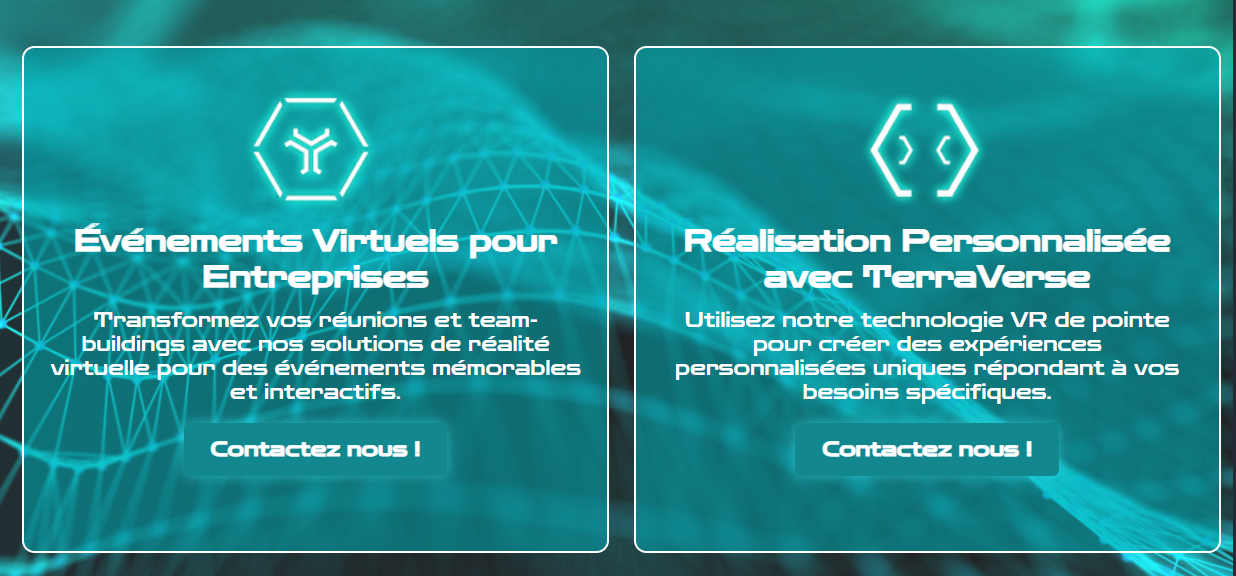 Événements Virtuels pour
Entreprises
Transformez vos réunions et team-
buildings avec nos solutions de réalité
virtuelle pour des événements mémorables
et interactifs.
Contactez nous !
Réalisation Personnalisée
avec TerraVerse
Utilisez notre technologie VR de pointe
pour créer des expériences
personnalisées uniques répondant à vos
besoins spécifiques.
Contactez nous !